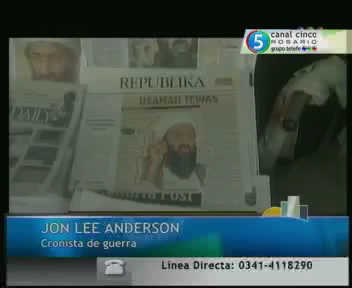 5 canal cinco
ROSARIO
grupo telefe
REPUBLIKA
USAMAH TEWAS
DAILY
Post
JON LEE ANDERSON
Cronista de guerra
Línea Directa: 0341-4118290